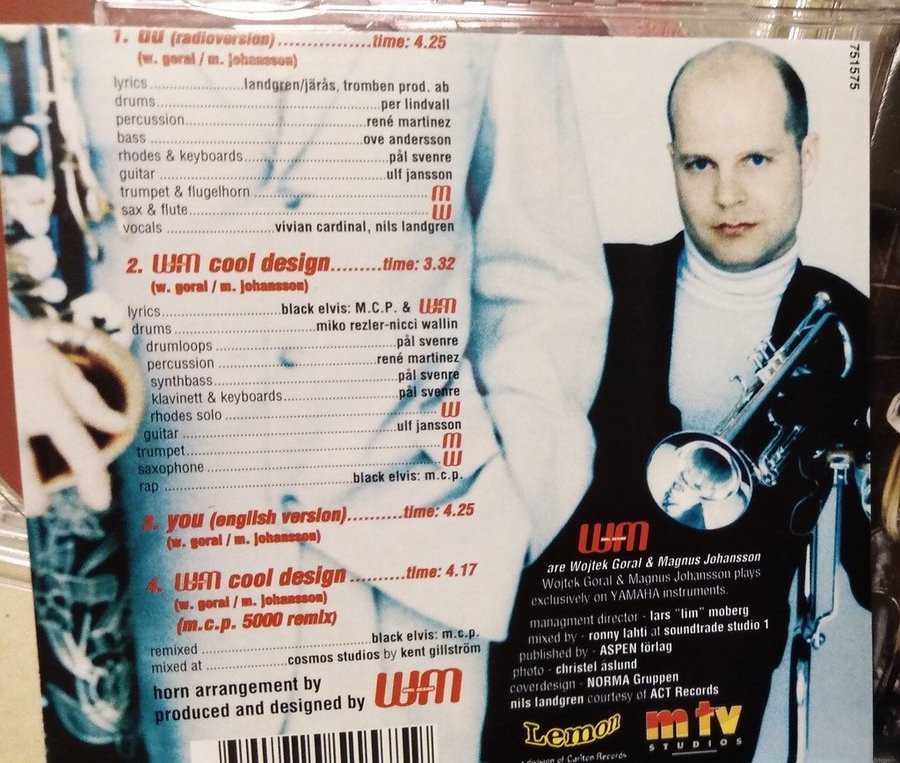 751575
1. du (radioversion)................time: 4.25
(w. goral / m. johansson)
lyrics......................landgren/järås, tromben prod. ab
drums.....................................................per lindvall
percussion..........................................rené martinez
bass....................................................ove andersson
rhodes & keyboards.................................pål svenre
guitar.....................................................ulf jansson
trumpet & flugelhorn.......................................m
sax & flute.......................................................w
vocals ............................vivian cardinal, nils landgren
2. WM cool design.........time: 3.32
(w. goral / m. johansson)
lyrics...........................black elvis: M.C.P. & WM
drums................................miko rezler-nicci wallin
drumloops ......................................pål svenre
percussion ...................................rené martinez
synthbass.........................................pål svenre
klavinett & keyboards.........................pål svenre
rhodes solo ................................................w
guitar ...............................................ulf jansson
trumpet........................................................m
saxophone ...................................................w
rap ........................................black elvis: m.c.p.
3. you (english version)..........time: 4.25
(w. goral / m. johansson)
4. WM cool design ..........time: 4.17
(w. goral / m. johansson)
(m.c.p. 5000 remix)
remixed ......................................black elvis: m.c.p.
mixed at ..................cosmos studios by kent gillström
horn arrangement by
produced and designed by WM
WM
are Wojtek Goral & Magnus Johansson
Wojtek Goral & Magnus Johansson plays
exclusively on YAMAHA instruments.
managment director - lars "lim" moberg
mixed by - ronny lahti at soundtrade studio 1
published by - ASPEN förlag
photo - christel åslund
coverdesign - NORMA Gruppen
nils landgren courtesy of ACT Records
Lemon
a division of Carlton Records
mtv
STUDIOS